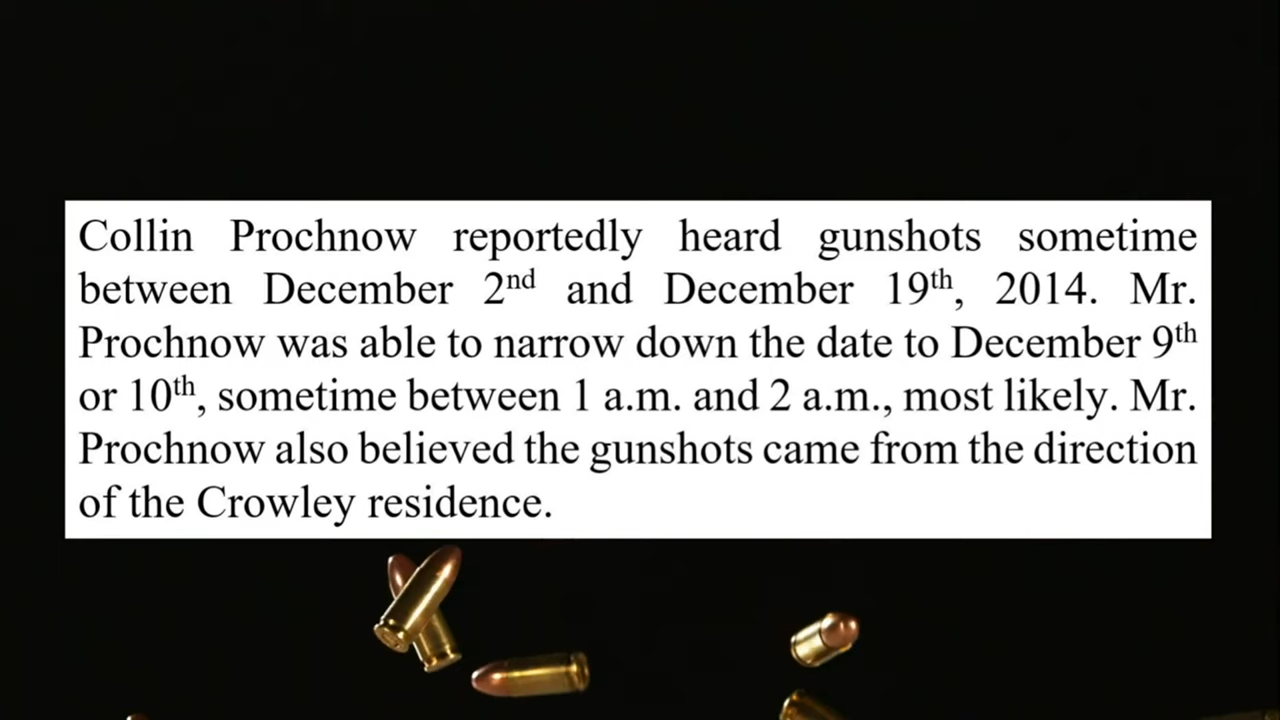 Collin Prochnow reportedly heard gunshots sometime
between December 2nd and December 19th, 2014. Mr.
Prochnow was able to narrow down the date to December 9th
or 10th, sometime between 1 a.m. and 2 a.m., most likely. Mr.
Prochnow also believed the gunshots came from the direction
of the Crowley residence.